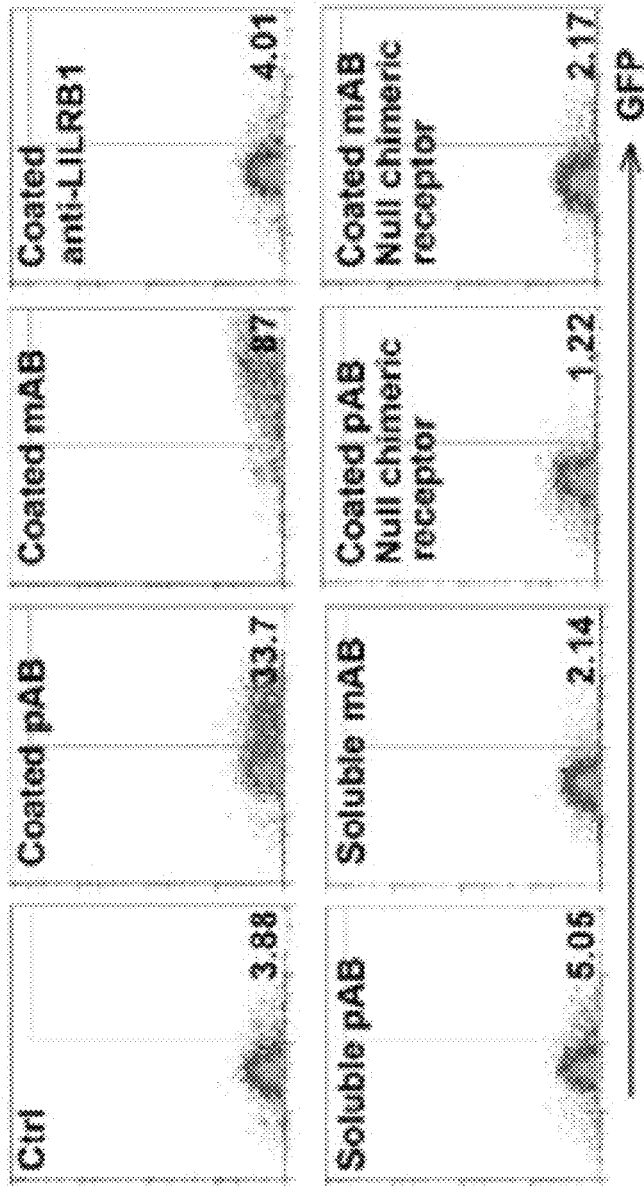 Ctrl
3.88
Coated pAB
33.7
Coated mAB
87
Coated
anti-LILRB1
4.01
Soluble pAB
5.05
Soluble mAB
2.14
Coated pAB
Null chimeric
receptor
1.22
Coated mAB
Null chimeric
receptor
2.17
GFP